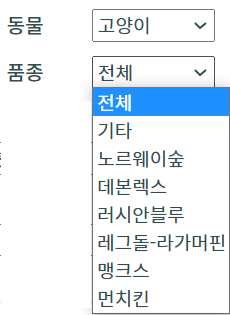 동물 고양이
품종 전체
전체
기타
노르웨이숲
데본렉스
러시안블루
레그돌-라가머핀
맹크스
먼치킨